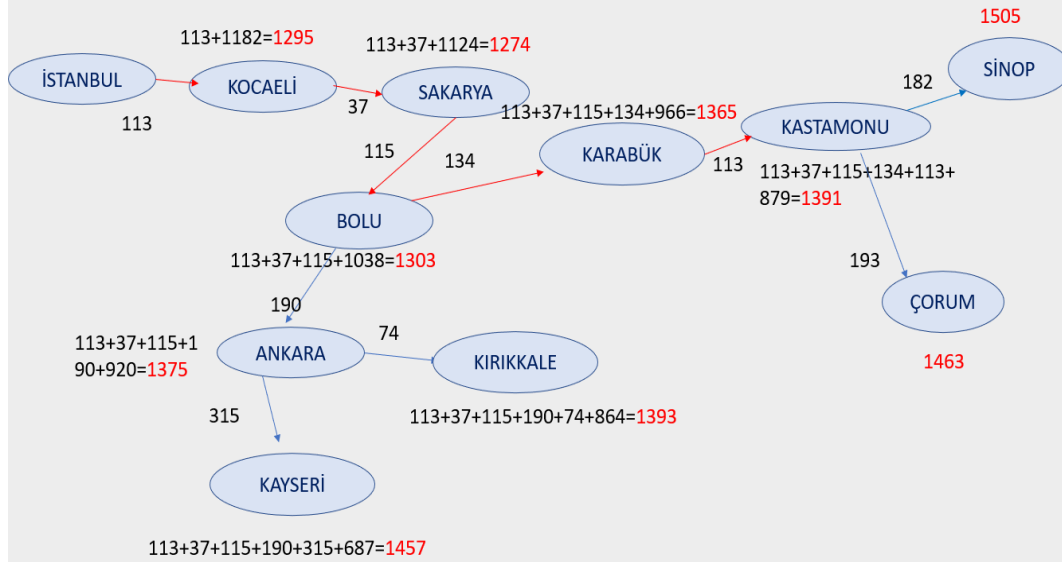 1505
113+1182=1295
113+37+1124=1274
İSTANBUL
KOCAELİ
SAKARYA
SİNOP
113
37
182
113+37+115+134+966=1365
KASTAMONU
115
134
KARABÜK
113
113+37+115+134+113+
879=1391
BOLU
113+37+115+1038=1303
193
ÇORUM
190
74
113+37+115+1
90+920=1375
ANKARA
KIRIKKALE
1463
315
113+37+115+190+74+864=1393
KAYSERİ
113+37+115+190+315+687=1457